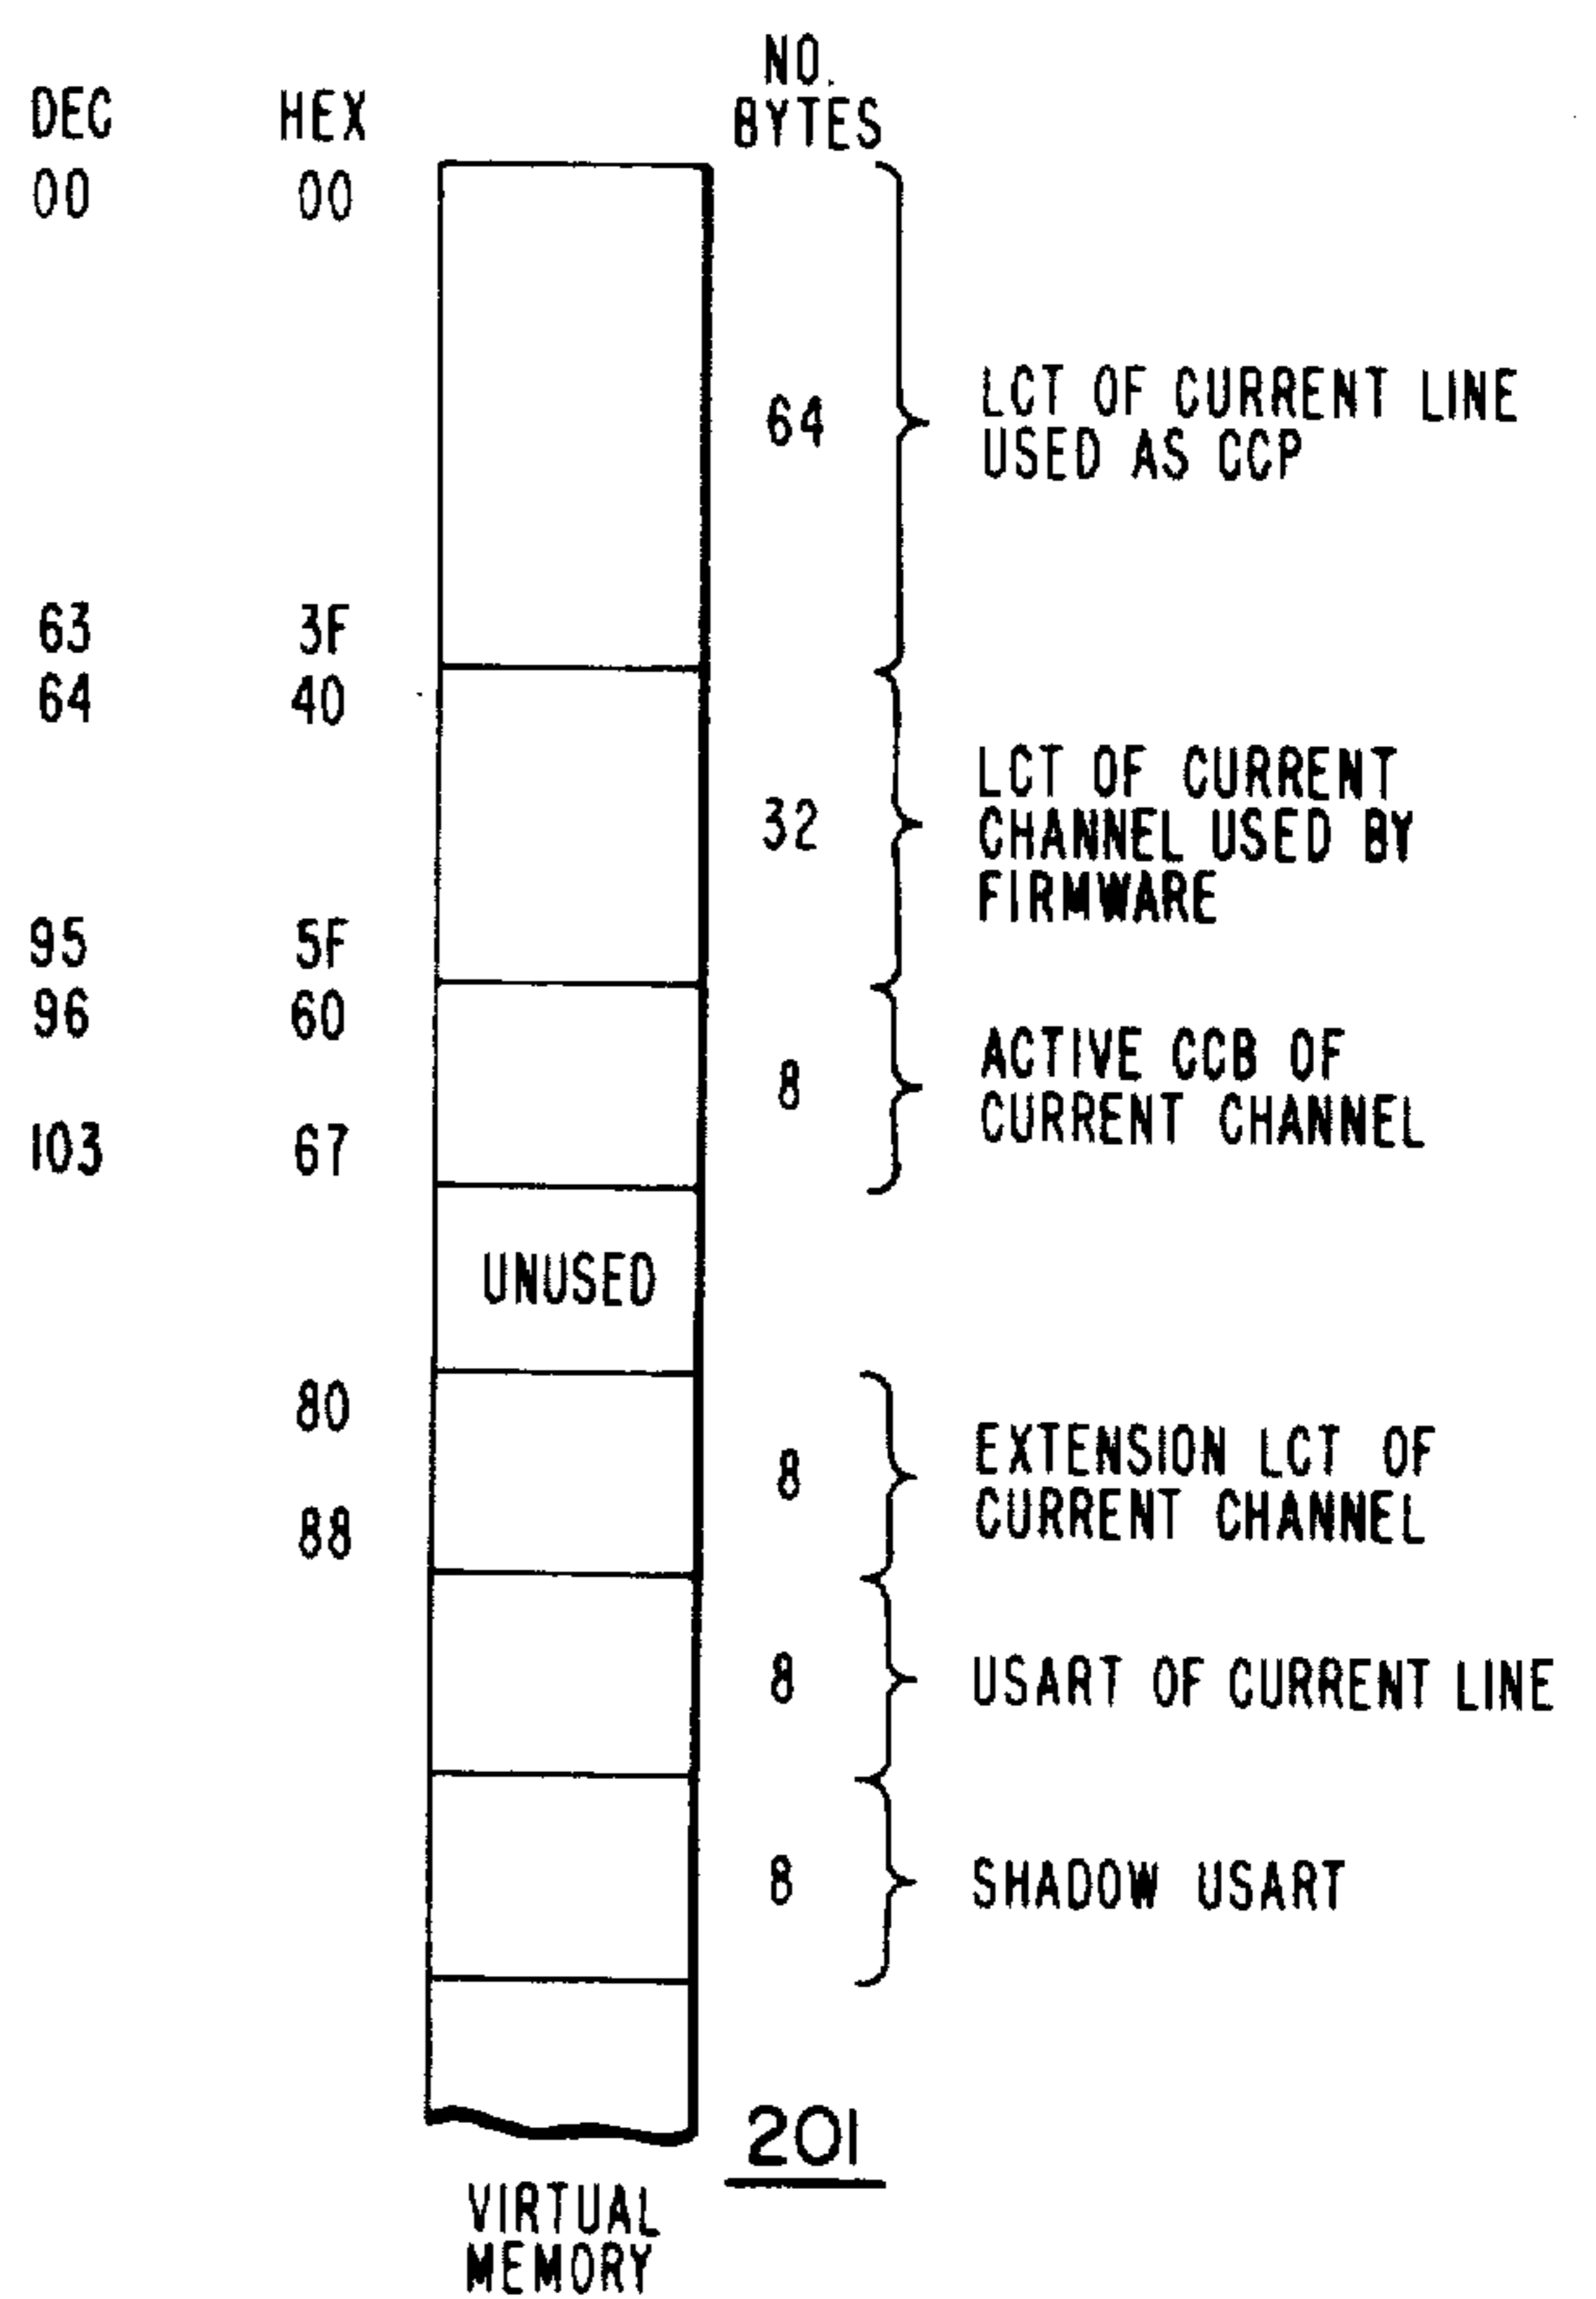 NO.
DEC HEX BYTES
00 00
64 LCT OF CURRENT LINE
USED AS CCP
63 3F
64 40
32 LCT OF CURRENT
CHANNEL USED BY
FIRMWARE
95 5F
96 60
8 ACTIVE CCB OF
CURRENT CHANNEL
103 67
UNUSED
80
8 EXTENSION LCT OF
CURRENT CHANNEL
88
8 USART OF CURRENT LINE
8 SHADOW USART
201
VIRTUAL
MEMORY